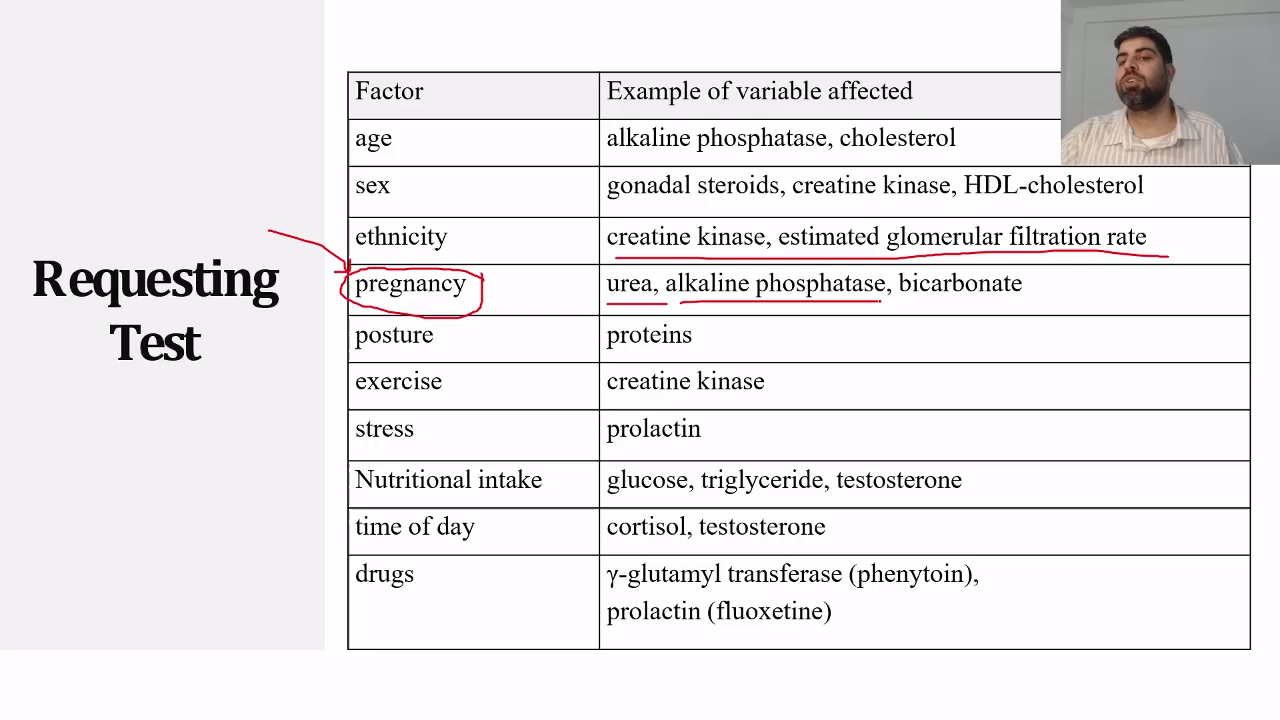 Requesting
Test
Factor Example of variable affected
age alkaline phosphatase, cholesterol
sex gonadal steroids, creatine kinase, HDL-cholesterol
ethnicity creatine kinase, estimated glomerular filtration rate
pregnancy urea, alkaline phosphatase, bicarbonate
posture proteins
exercise creatine kinase
stress prolactin
Nutritional intake glucose, triglyceride, testosterone
time of day cortisol, testosterone
drugs γ-glutamyl transferase (phenytoin),
prolactin (fluoxetine)